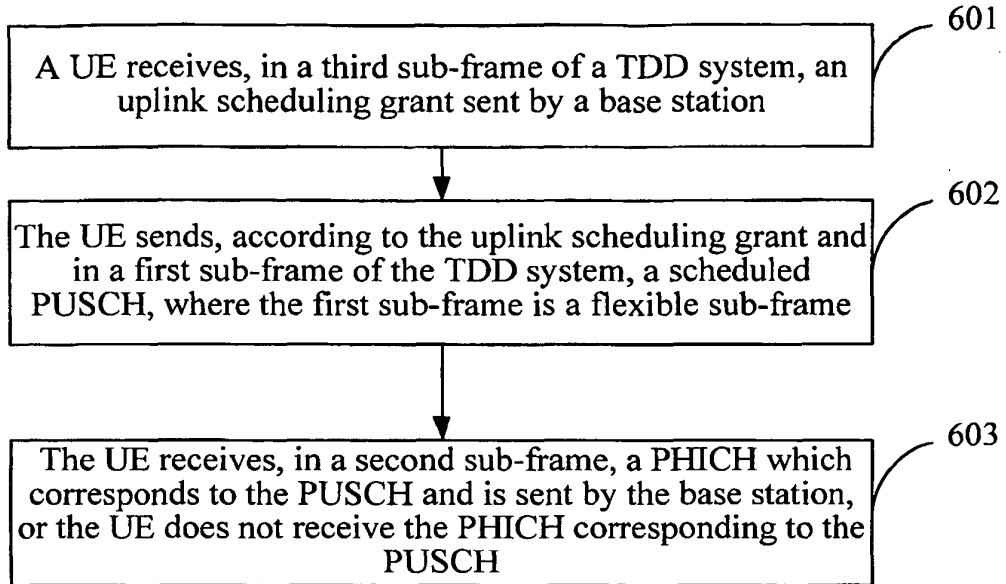 601
A UE receives, in a third sub-frame of a TDD system, an
uplink scheduling grant sent by a base station
602
The UE sends, according to the uplink scheduling grant and
in a first sub-frame of the TDD system, a scheduled
PUSCH, where the first sub-frame is a flexible sub-frame
603
The UE receives, in a second sub-frame, a PHICH which
corresponds to the PUSCH and is sent by the base station,
or the UE does not receive the PHICH corresponding to the
PUSCH